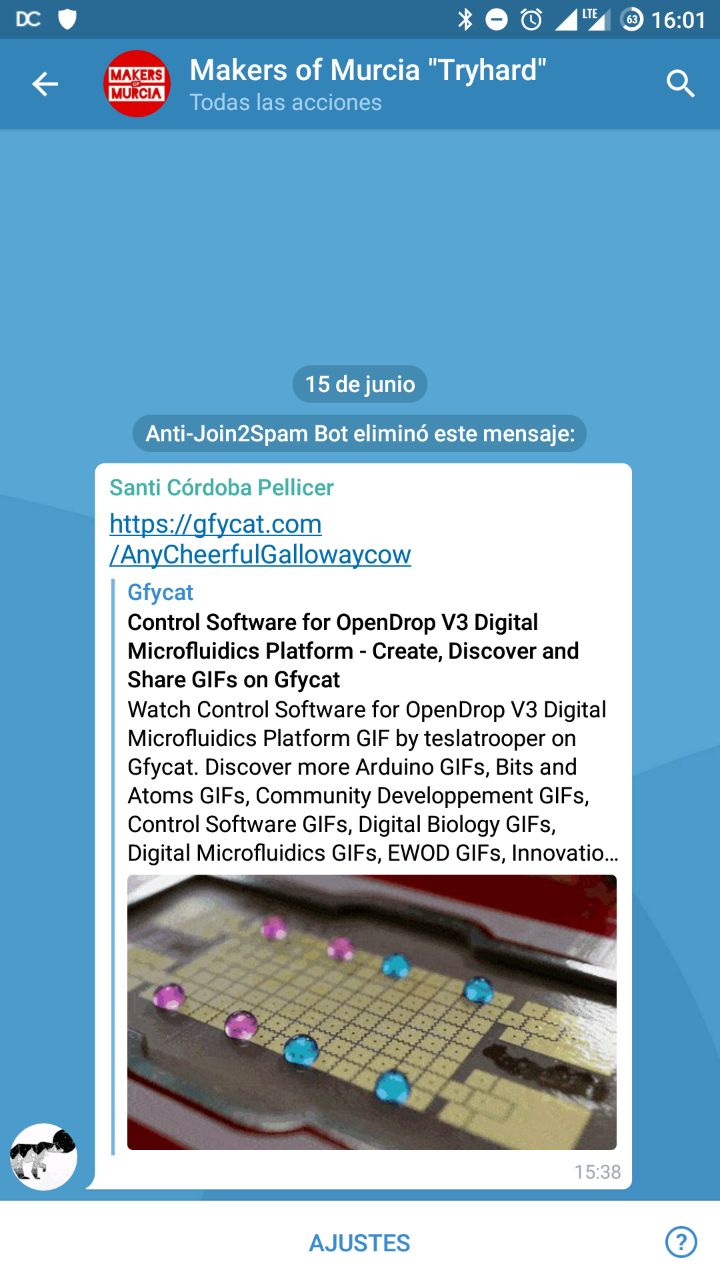 DC
LTE
63
16:01
MAKERS
OF
MURCIA
Makers of Murcia "Tryhard"
Todas las acciones
15 de junio
Anti-Join2Spam Bot eliminó este mensaje:
Santi Córdoba Pellicer
https://gfycat.com
/AnyCheerfulGallowaycow
Gfycat
Control Software for OpenDrop V3 Digital
Microfluidics Platform - Create, Discover and
Share GIFs on Gfycat
Watch Control Software for OpenDrop V3 Digital
Microfluidics Platform GIF by teslatrooper on
Gfycat. Discover more Arduino GIFs, Bits and
Atoms GIFs, Community Developpement GIFs,
Control Software GIFs, Digital Biology GIFs,
Digital Microfluidics GIFs, EWOD GIFs, Innovatio...
15:38
AJUSTES
?